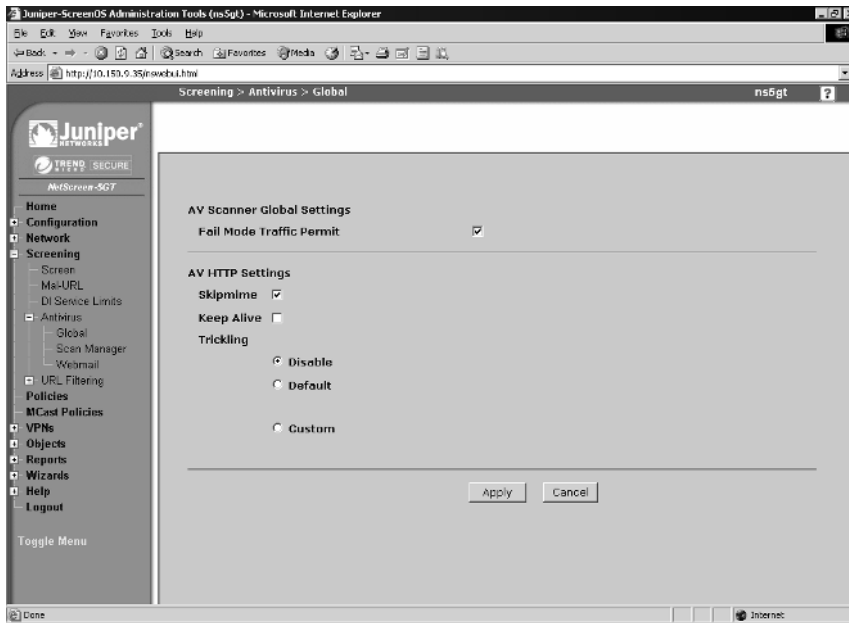 Juniper-ScreenOS Administration Tools (ns5gt) - Microsoft Internet Explorer
File Edit View Favorites Tools Help
Back Search Favorites Media
Address http://10.150.9.35/nswebui.html
Screening > Antivirus > Global ns5gt ?
Juniper
NETWORKS
TREND MICRO SECURE
NetScreen-5GT
Home
Configuration
Network
Screening
Screen
Mal-URL
DI Service Limits
Antivirus
Global
Scan Manager
Webmail
URL Filtering
Policies
MCast Policies
VPNs
Objects
Reports
Wizards
Help
Logout
Toggle Menu
AV Scanner Global Settings
Fail Mode Traffic Permit
AV HTTP Settings
Skipmime
Keep Alive
Trickling
Disable
Default
Custom
Apply Cancel
Done Internet